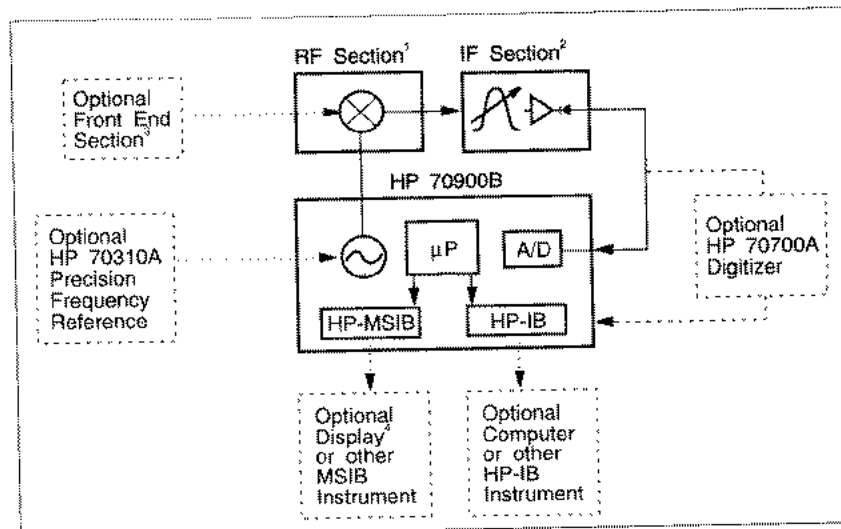 RF Section¹
IF Section²
Optional
Front End
Section³
HP 70900B
Optional
HP 70310A
Precision
Frequency
Reference
µP
A/D
Optional
HP 70700A
Digitizer
HP-MSIB
HP-IB
Optional
Display⁴
or other
MSIB
Instrument
Optional
Computer
or other
HP-IB
Instrument